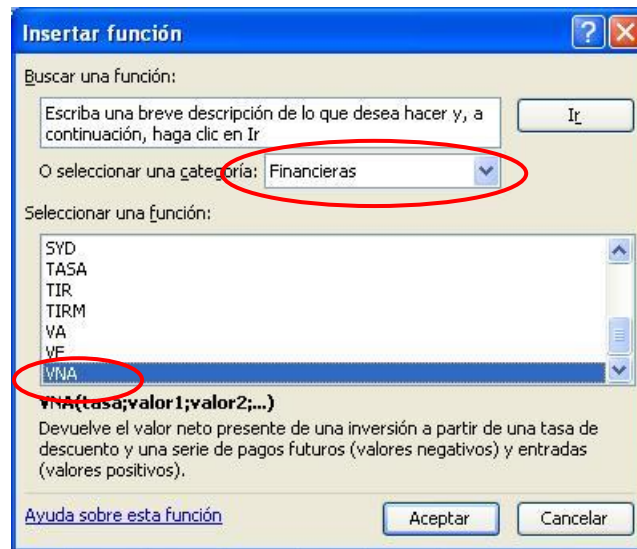 Insertar función
Buscar una función:
Escriba una breve descripción de lo que desea hacer y, a
continuación, haga clic en Ir
Ir
O seleccionar una categoría: Financieras
Seleccionar una función:
SYD
TASA
TIR
TIRM
VA
VF
VNA
VNA(tasa;valor1;valor2;...)
Devuelve el valor neto presente de una inversión a partir de una tasa de
descuento y una serie de pagos futuros (valores negativos) y entradas
(valores positivos).
Ayuda sobre esta función
Aceptar
Cancelar